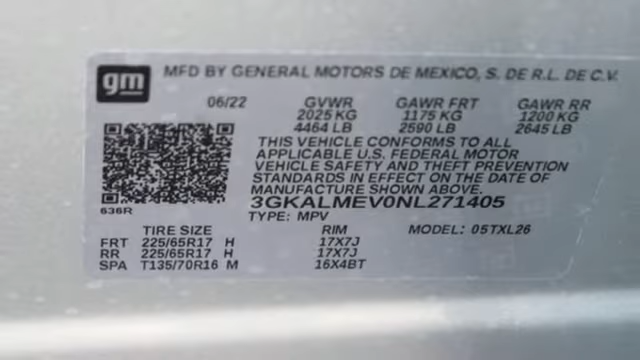 gm MFD BY GENERAL MOTORS DE MEXICO, S. DE R.L. DE C.V.
06/22 GVWR GAWR FRT GAWR RR
2025 KG 1175 KG 1200 KG
4464 LB 2590 LB 2645 LB
THIS VEHICLE CONFORMS TO ALL
APPLICABLE U.S. FEDERAL MOTOR
VEHICLE SAFETY AND THEFT PREVENTION
STANDARDS IN EFFECT ON THE DATE OF
MANUFACTURE SHOWN ABOVE.
3GKALMEV0NL271405
636R
TYPE: MPV
TIRE SIZE RIM MODEL: 05TXL26
FRT 225/65R17 H 17X7J
RR 225/65R17 H 17X7J
SPA T135/70R16 M 16X4BT